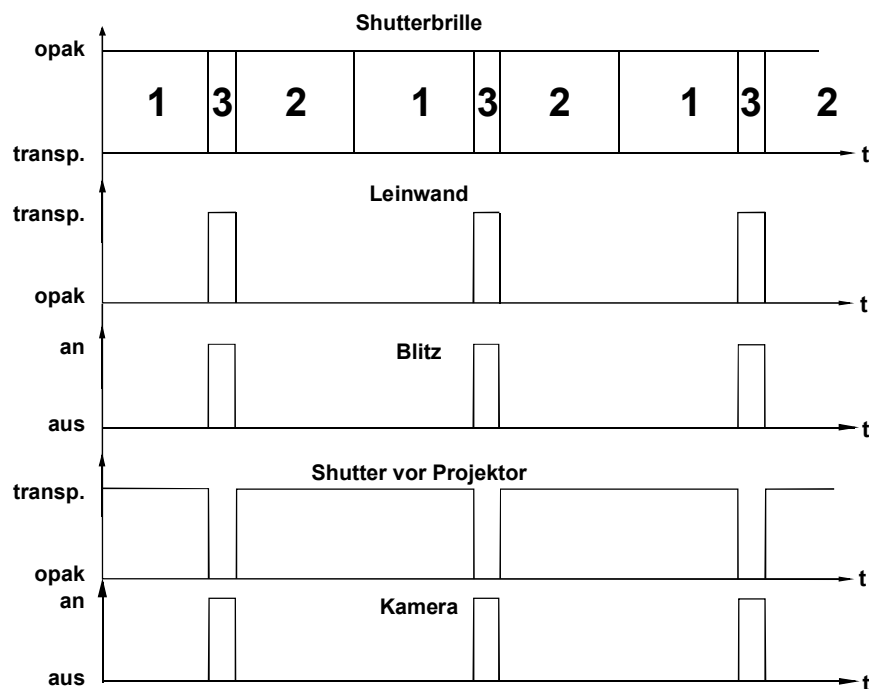 Shutterbrille
opak
1 3 2 1 3 2 1 3 2
transp.
t
Leinwand
transp.
opak
t
an
Blitz
aus
t
Shutter vor Projektor
transp.
opak
t
an
Kamera
aus
t